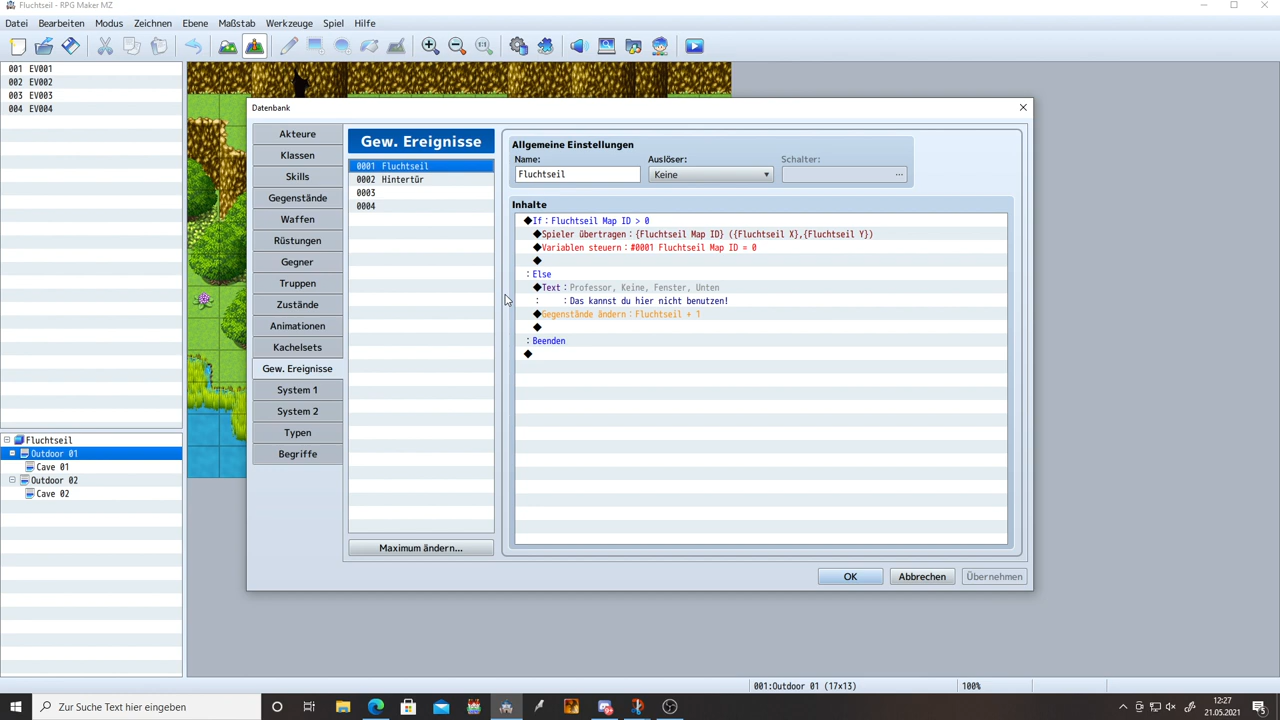 Fluchtseil - RPG Maker MZ
Datei Bearbeiten Modus Zeichnen Ebene Maßstab Werkzeuge Spiel Hilfe
001 EV001
002 EV002
003 EV003
004 EV004
Fluchtseil
Outdoor 01
Cave 01
Outdoor 02
Cave 02
Datenbank
Akteure
Klassen
Skills
Gegenstände
Waffen
Rüstungen
Gegner
Truppen
Zustände
Animationen
Kachelsets
Gew. Ereignisse
System 1
System 2
Typen
Begriffe
Gew. Ereignisse
0001 Fluchtseil
0002 Hintertür
0003
0004
Maximum ändern...
Allgemeine Einstellungen
Name: Auslöser: Schalter:
Fluchtseil Keine ...
Inhalte
◆If：Fluchtseil Map ID > 0
◆Spieler übertragen：{Fluchtseil Map ID} ({Fluchtseil X},{Fluchtseil Y})
◆Variablen steuern：#0001 Fluchtseil Map ID = 0
◆
：Else
◆Text：Professor, Keine, Fenster, Unten
： ：Das kannst du hier nicht benutzen!
◆Gegenstände ändern：Fluchtseil + 1
◆
：Beenden
◆
OK Abbrechen Übernehmen
001:Outdoor 01 (17x13) 100%
Zur Suche Text hier eingeben
12:27
21.05.2021
5